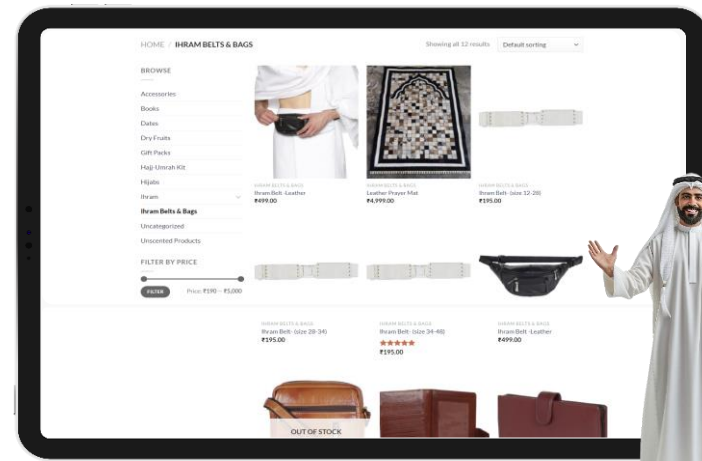 HOME / IHRAM BELTS & BAGS
Showing all 12 results
Default sorting
BROWSE
Accessories
Books
Dates
Dry Fruits
Gift Packs
Hajj-Umrah Kit
Hijabs
Ihram
Ihram Belts & Bags
Uncategorized
Unscented Products
FILTER BY PRICE
FILTER
Price: ₹190 — ₹5,000
IHRAM BELTS & BAGS
Ihram Belt-Leather
₹499.00
IHRAM BELTS & BAGS
Leather Prayer Mat
₹4,999.00
IHRAM BELTS & BAGS
Ihram Belt- (size 12-28)
₹195.00
IHRAM BELTS & BAGS
Ihram Belt- (size 28-34)
₹195.00
IHRAM BELTS & BAGS
Ihram Belt- (size 34-48)
₹195.00
IHRAM BELTS & BAGS
Ihram Belt -Leather
₹499.00
OUT OF STOCK